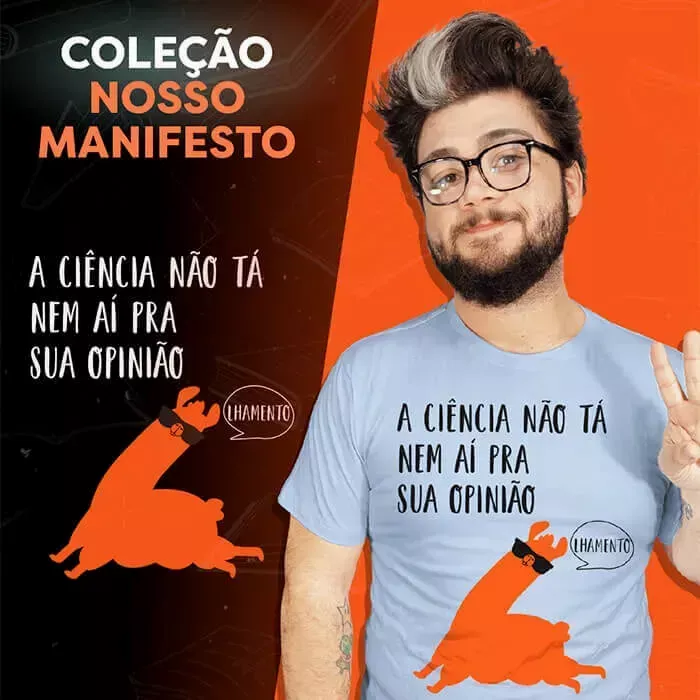 COLEÇÃO
NOSSO
MANIFESTO
A CIÊNCIA NÃO TÁ
NEM AÍ PRA
SUA OPINIÃO
LHAMENTO
A CIÊNCIA NÃO TÁ
NEM AÍ PRA
SUA OPINIÃO
LHAMENTO